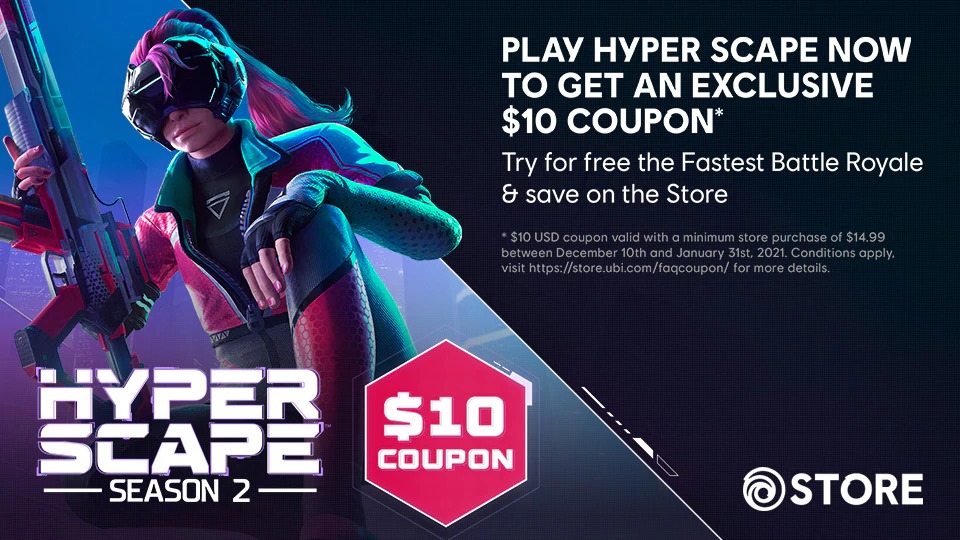 PLAY HYPER SCAPE NOW
TO GET AN EXCLUSIVE
$10 COUPON*
Try for free the Fastest Battle Royale
& save on the Store
* $10 USD coupon valid with a minimum store purchase of $14.99
between December 10th and January 31st, 2021. Conditions apply,
visit https://store.ubi.com/faqcoupon/ for more details.
HYPER
SCAPE™
SEASON 2
$10
COUPON
STORE